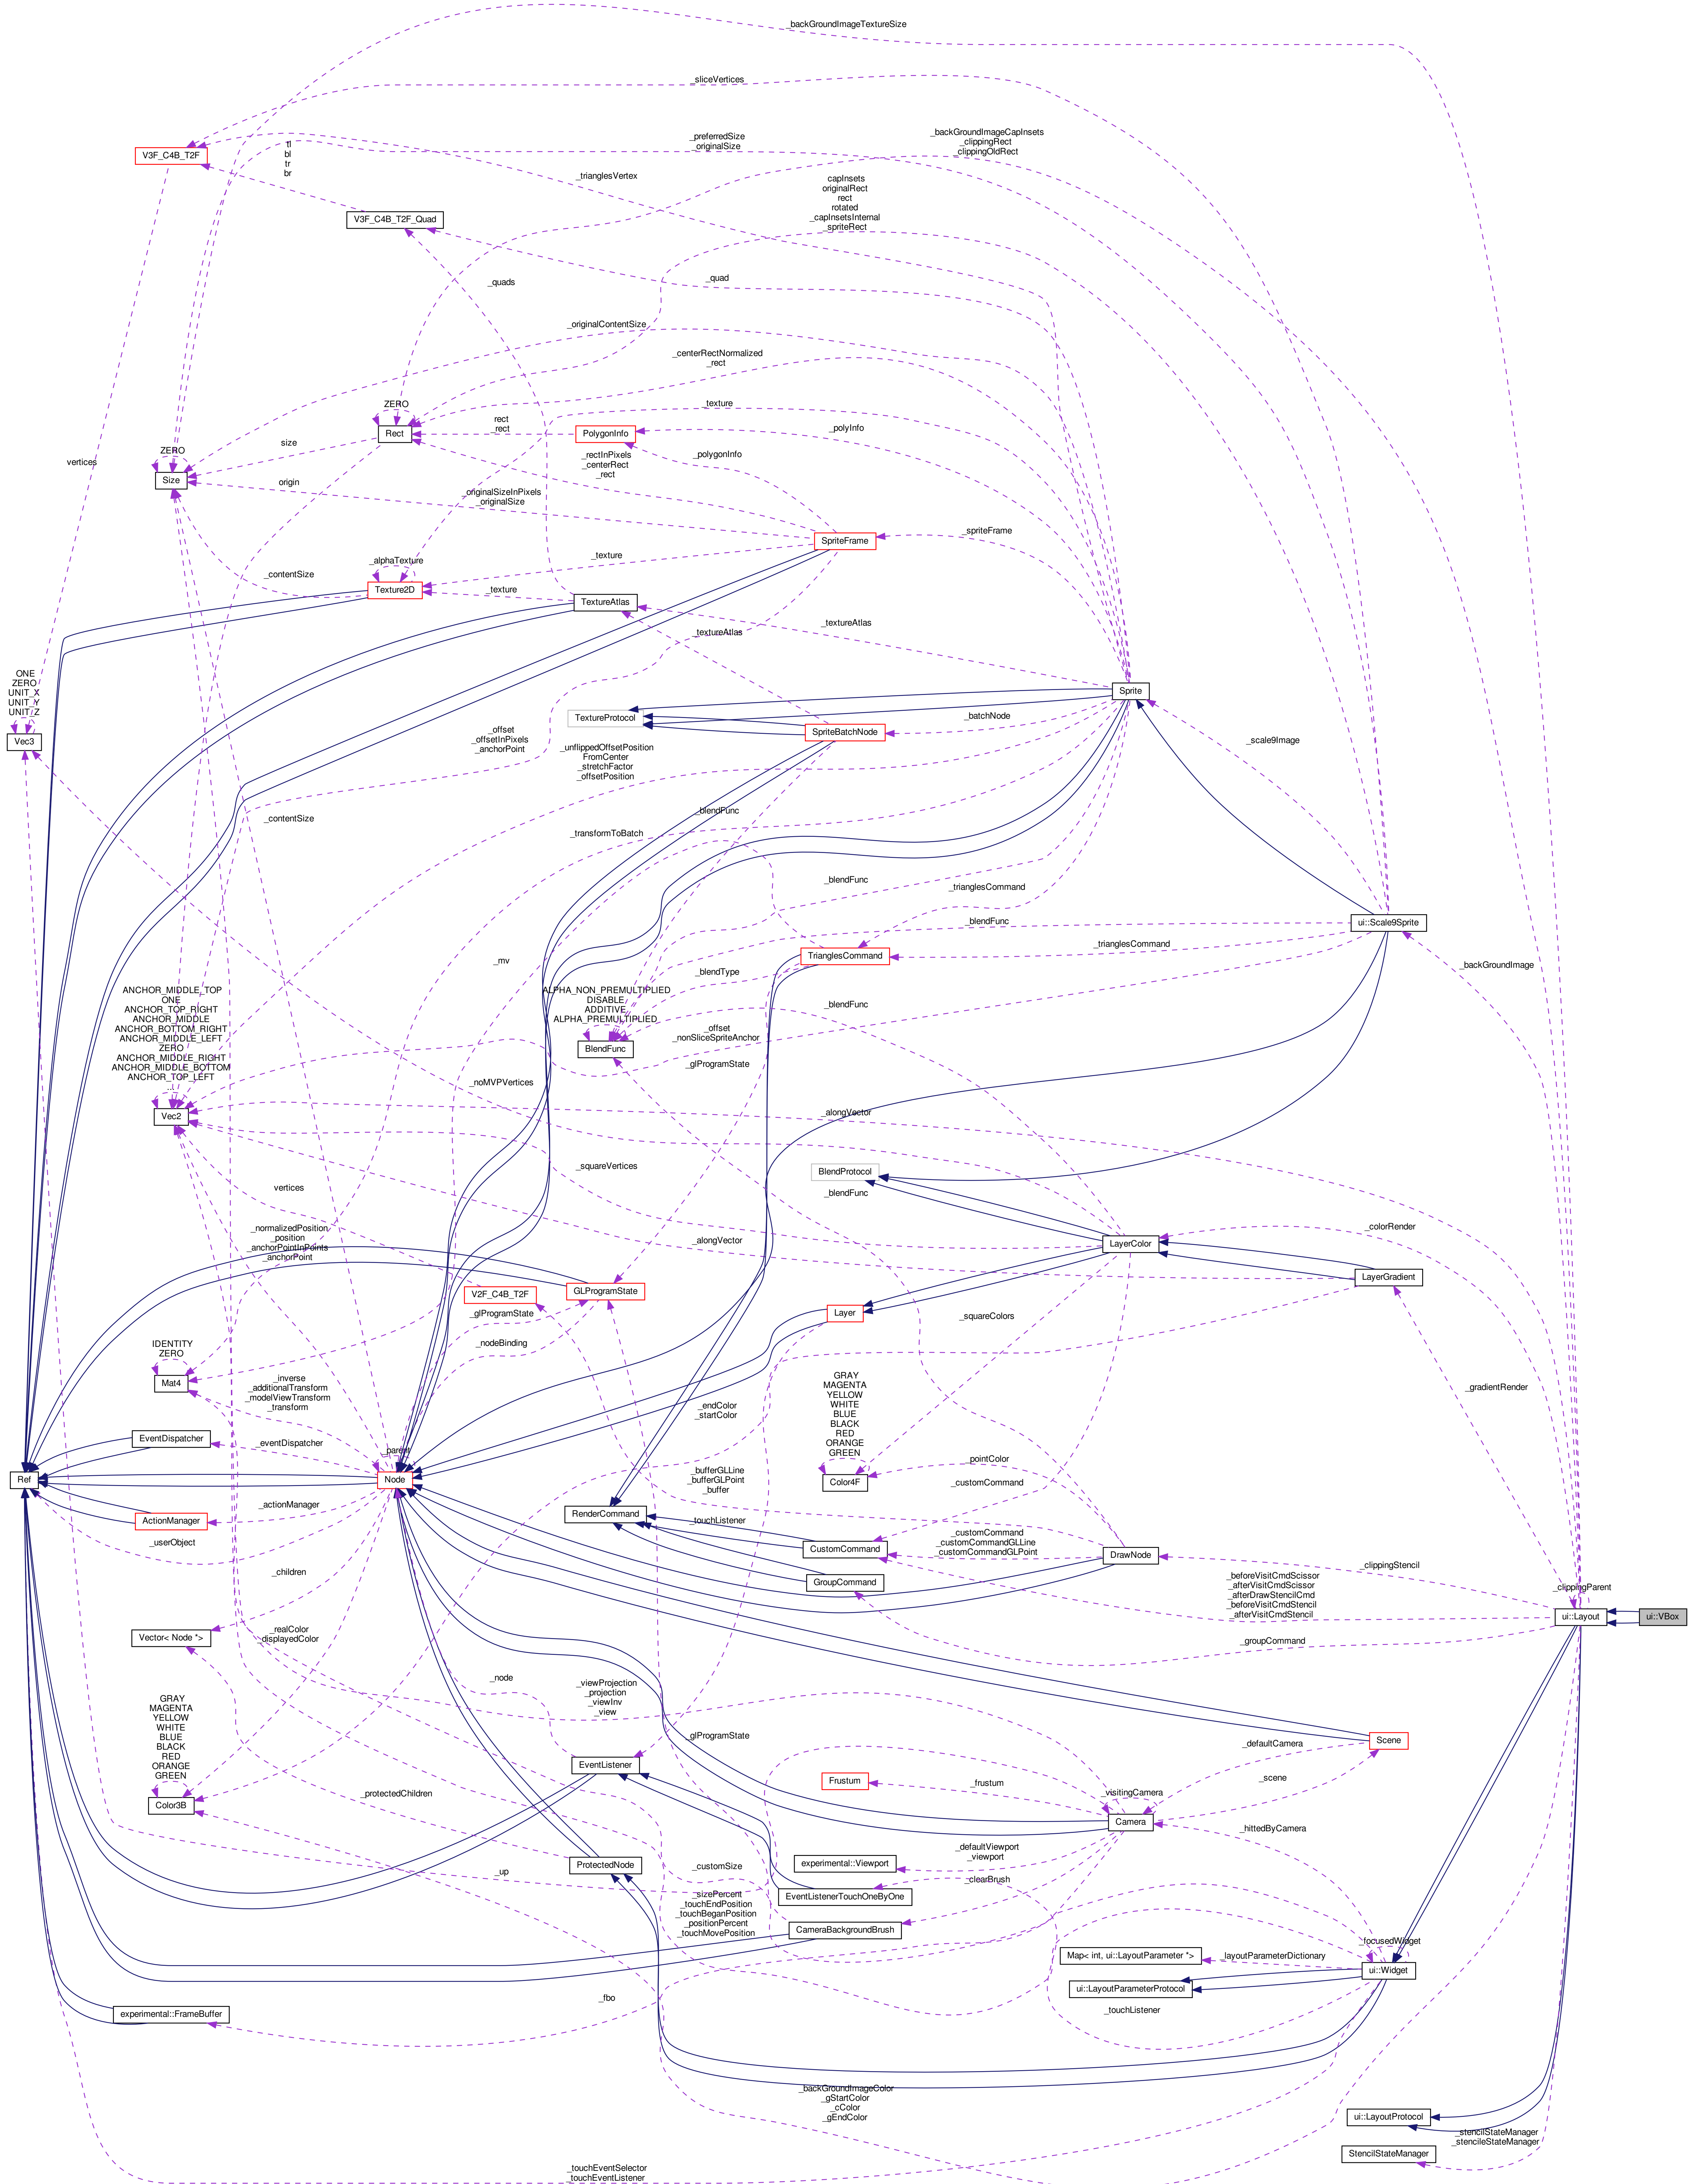 _backGroundImageTextureSize
_sliceVertices
_preferredSize
_originalSize
_backGroundImageCapInsets
_clippingRect
_clippingOldRect
tl
bl
tr
br
V3F_C4B_T2F
_trianglesVertex
capInsets
originalRect
rect
rotated
_capInsetsInternal
_spriteRect
V3F_C4B_T2F_Quad
_quad
_quads
_originalContentSize
_centerRectNormalized
_rect
ZERO
_texture
rect
_rect
Rect
PolygonInfo
_polyInfo
size
vertices
ZERO
_rectInPixels
_centerRect
_rect
_polygonInfo
Size
origin
_originalSizeInPixels
_originalSize
_spriteFrame
SpriteFrame
_alphaTexture
_texture
_contentSize
Texture2D
_texture
TextureAtlas
_textureAtlas
_textureAtlas
ONE
ZERO
UNIT_X
UNIT_Y
UNIT_Z
Vec3
Sprite
TextureProtocol
_batchNode
SpriteBatchNode
_offset
_offsetInPixels
_anchorPoint
_unflippedOffsetPosition
FromCenter
_stretchFactor
_offsetPosition
_scale9Image
_contentSize
_blendFunc
_transformToBatch
_blendFunc
_trianglesCommand
ui::Scale9Sprite
_blendFunc
_trianglesCommand
TrianglesCommand
_mv
_blendType
_backGroundImage
ANCHOR_MIDDLE_TOP
ONE
ANCHOR_TOP_RIGHT
ANCHOR_MIDDLE
ANCHOR_BOTTOM_RIGHT
ANCHOR_MIDDLE_LEFT
ZERO
ANCHOR_MIDDLE_RIGHT
ANCHOR_MIDDLE_BOTTOM
ANCHOR_TOP_LEFT
...
ALPHA_NON_PREMULTIPLIED
DISABLE
ADDITIVE
ALPHA_PREMULTIPLIED
BlendFunc
_blendFunc
_offset
_nonSliceSpriteAnchor
_glProgramState
_noMVPVertices
Vec2
_alongVector
_squareVertices
BlendProtocol
_blendFunc
vertices
_normalizedPosition
_position
_anchorPointInPoints
_anchorPoint
_alongVector
_colorRender
LayerColor
LayerGradient
V2F_C4B_T2F
GLProgramState
_glProgramState
Layer
_squareColors
_nodeBinding
IDENTITY
ZERO
Mat4
_inverse
_additionalTransform
_modelViewTransform
_transform
_endColor
_startColor
GRAY
MAGENTA
YELLOW
WHITE
BLUE
BLACK
RED
ORANGE
GREEN
Color4F
_gradientRender
EventDispatcher
_eventDispatcher
_parent
_pointColor
Ref
Node
_bufferGLLine
_bufferGLPoint
_buffer
_customCommand
_actionManager
ActionManager
RenderCommand
_touchListener
_userObject
CustomCommand
_customCommand
_customCommandGLLine
_customCommandGLPoint
DrawNode
_clippingStencil
_children
GroupCommand
_beforeVisitCmdScissor
_afterVisitCmdScissor
_afterDrawStencilCmd
_beforeVisitCmdStencil
_afterVisitCmdStencil
_clippingParent
ui::Layout
ui::VBox
Vector< Node *>
_realColor
_displayedColor
_groupCommand
_node
_viewProjection
_projection
_viewInv
_view
GRAY
MAGENTA
YELLOW
WHITE
BLUE
BLACK
RED
ORANGE
GREEN
Color3B
_glProgramState
_defaultCamera
Scene
EventListener
Frustum
_frustum
_scene
_protectedChildren
_visitingCamera
Camera
_hittedByCamera
_defaultViewport
_viewport
experimental::Viewport
ProtectedNode
_up
_customSize
_clearBrush
EventListenerTouchOneByOne
_sizePercent
_touchEndPosition
_touchBeganPosition
_positionPercent
_touchMovePosition
CameraBackgroundBrush
_focusedWidget
Map< int, ui::LayoutParameter *>
_layoutParameterDictionary
ui::Widget
ui::LayoutParameterProtocol
_fbo
experimental::FrameBuffer
_touchListener
_backGroundImageColor
_gStartColor
_cColor
_gEndColor
ui::LayoutProtocol
_stencilStateManager
_stencileStateManager
StencilStateManager
_touchEventSelector
_touchEventListener